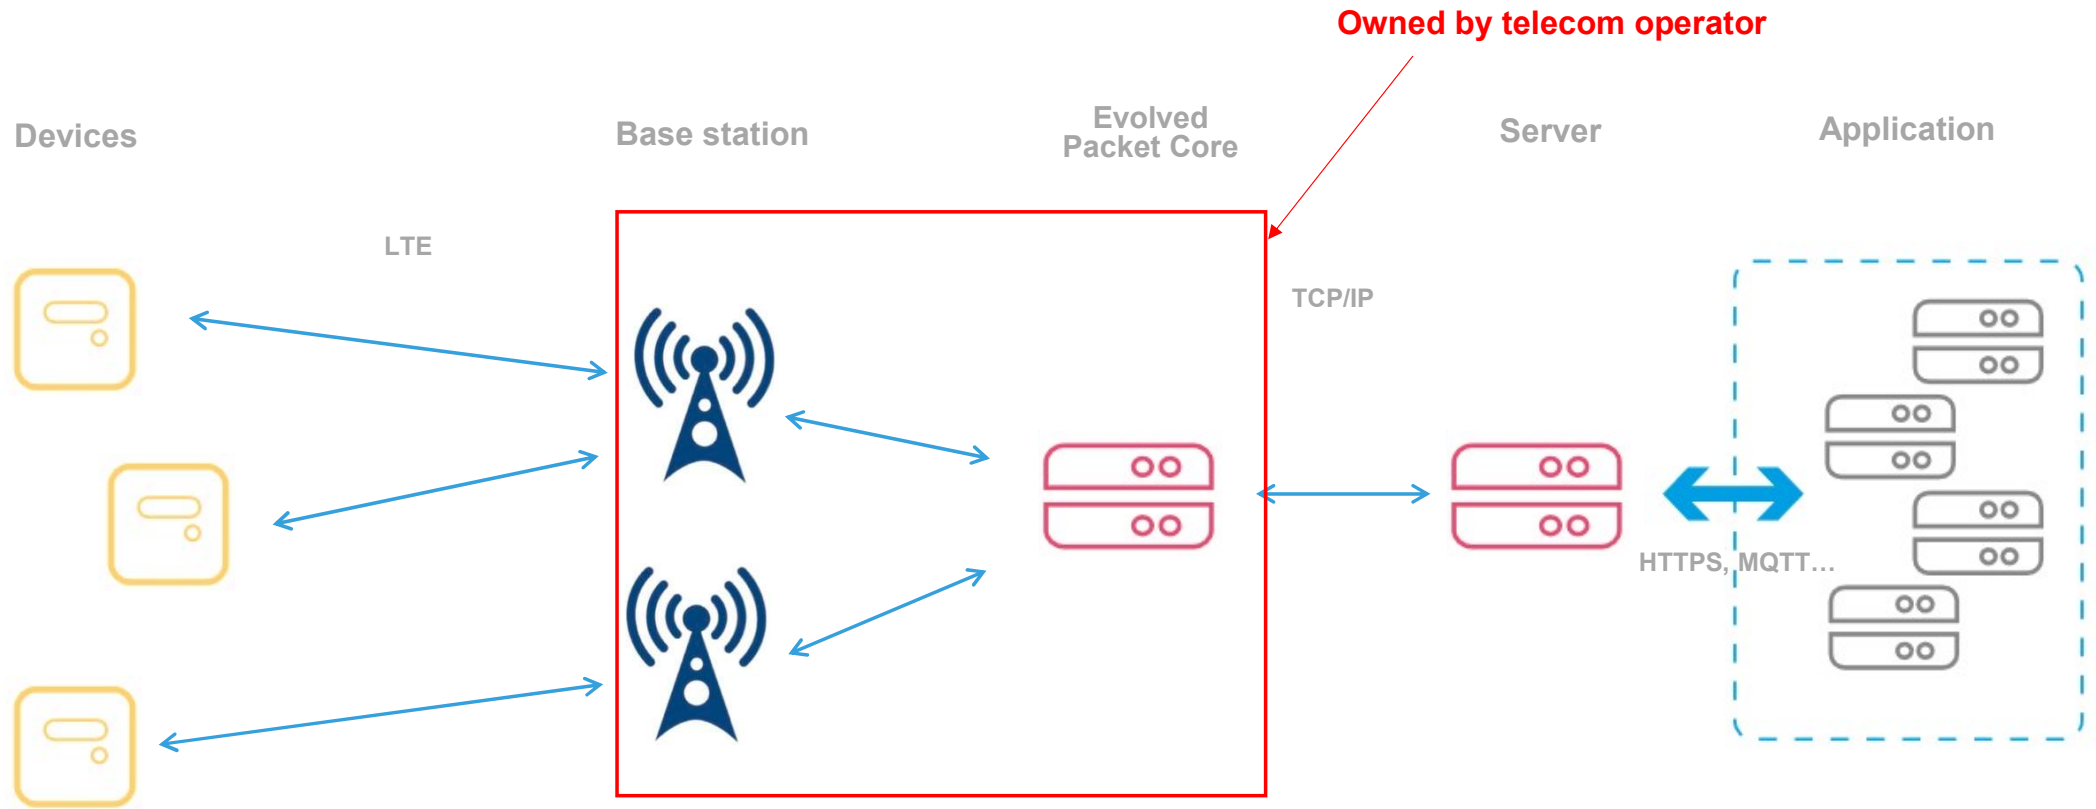 Owned by telecom operator
Devices
Base station
Evolved
Packet Core
Server
Application
LTE
TCP/IP
HTTPS, MQTT…